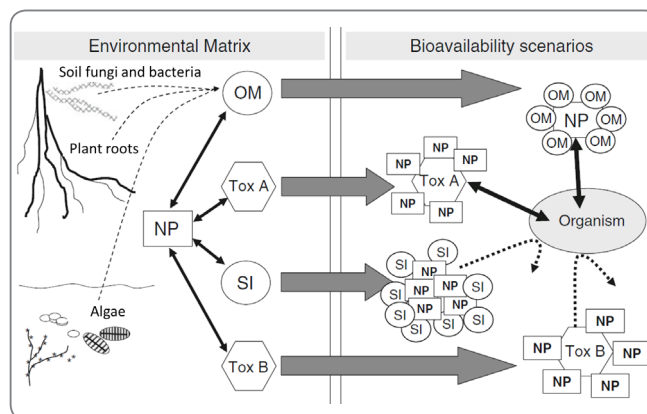 Environmental Matrix
Bioavailability scenarios
Soil fungi and bacteria
Plant roots
Algae
NP
OM
Tox A
SI
Tox B
OM
OM
OM
OM
NP
OM
OM
OM
NP
NP
NP
Tox A
NP
NP
Organism
SI
SI
NP
SI
NP
NP
SI
NP
NP
SI
SI
SI
SI
NP
NP
NP
Tox B
NP
NP
NP